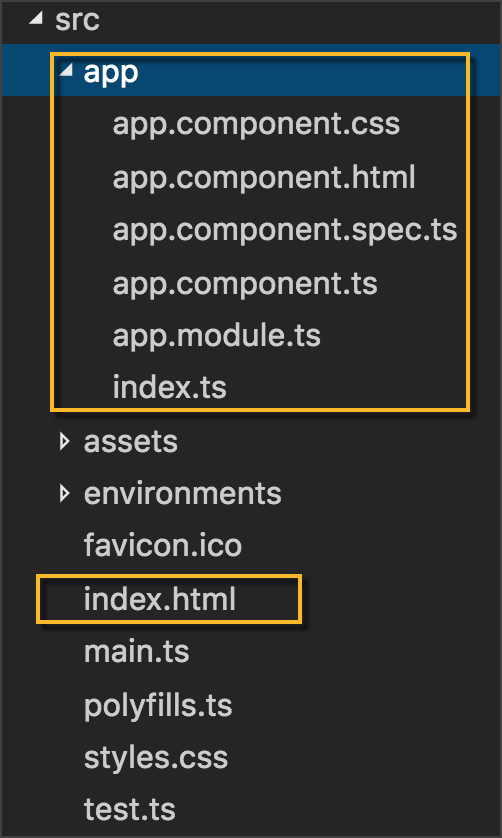 src
app
app.component.css
app.component.html
app.component.spec.ts
app.component.ts
app.module.ts
index.ts
assets
environments
favicon.ico
index.html
main.ts
polyfills.ts
styles.css
test.ts